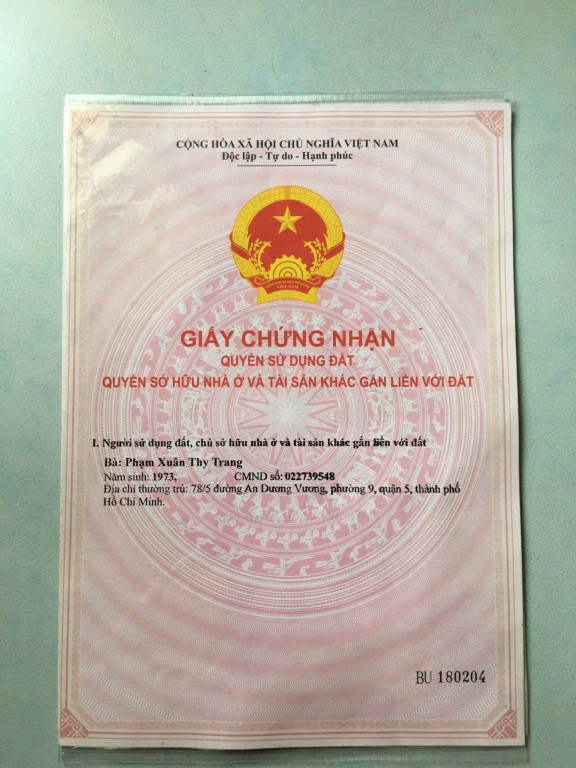 CỘNG HÒA XÃ HỘI CHỦ NGHĨA VIỆT NAM
Độc lập - Tự do - Hạnh phúc
VIỆT NAM
GIẤY CHỨNG NHẬN
QUYỀN SỬ DỤNG ĐẤT
QUYỀN SỞ HỮU NHÀ Ở VÀ TÀI SẢN KHÁC GẮN LIỀN VỚI ĐẤT
I. Người sử dụng đất, chủ sở hữu nhà ở và tài sản khác gắn liền với đất
Bà: Phạm Xuân Thy Trang
Năm sinh: 1973, CMND số: 022739548
Địa chỉ thường trú: 78/5 đường An Dương Vương, phường 9, quận 5, thành phố
Hồ Chí Minh.
BU 180204